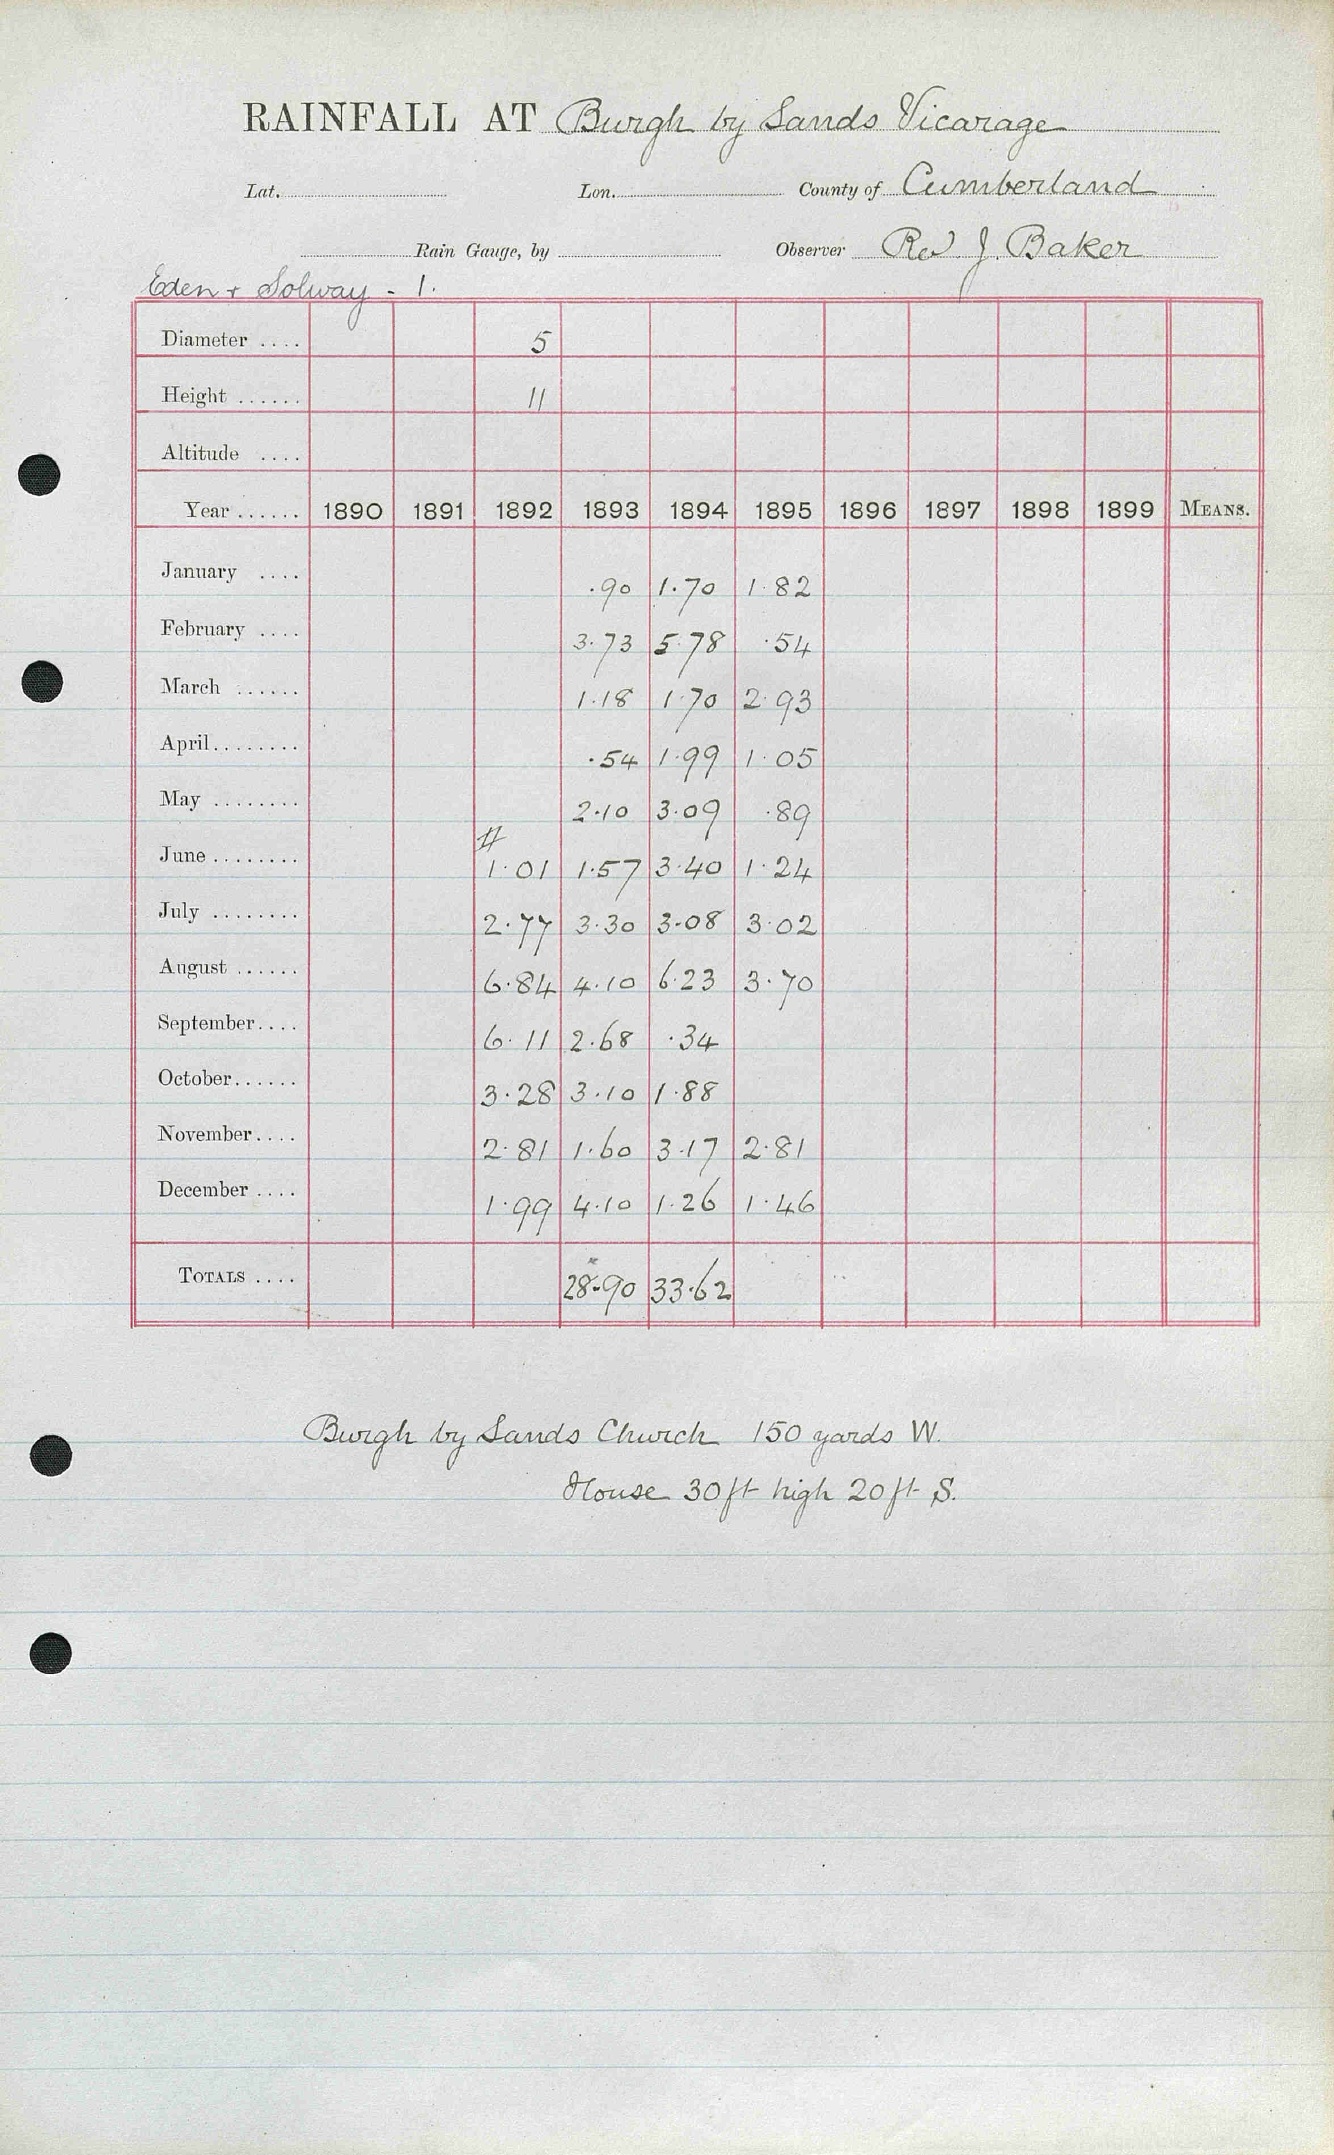 RAINFALL AT Burgh by Sands Vicarage
Lat. Lon. County of Cumberland
Rain Gauge, by Observer Rev J. Baker
Eden + Solway - 1.
Diameter .... 5
Height ...... 11
Altitude ....
Year ...... 1890 1891 1892 1893 1894 1895 1896 1897 1898 1899 MEANS.
January .... .90 1.70 1.82
February .... 3.73 5.78 .54
March ...... 1.18 1.70 2.93
April........ .54 1.99 1.05
May ........ 2.10 3.09 .89
#
June ........ 1.01 1.57 3.40 1.24
July ........ 2.77 3.30 3.08 3.02
August ...... 6.84 4.10 6.23 3.70
September.... 6.11 2.68 .34
October...... 3.28 3.10 1.88
November.... 2.81 1.60 3.17 2.81
December .... 1.99 4.10 1.26 1.46
TOTALS .... 28.90 33.62
Burgh by Sands Church 150 yards W.
House 30ft high 20ft S.